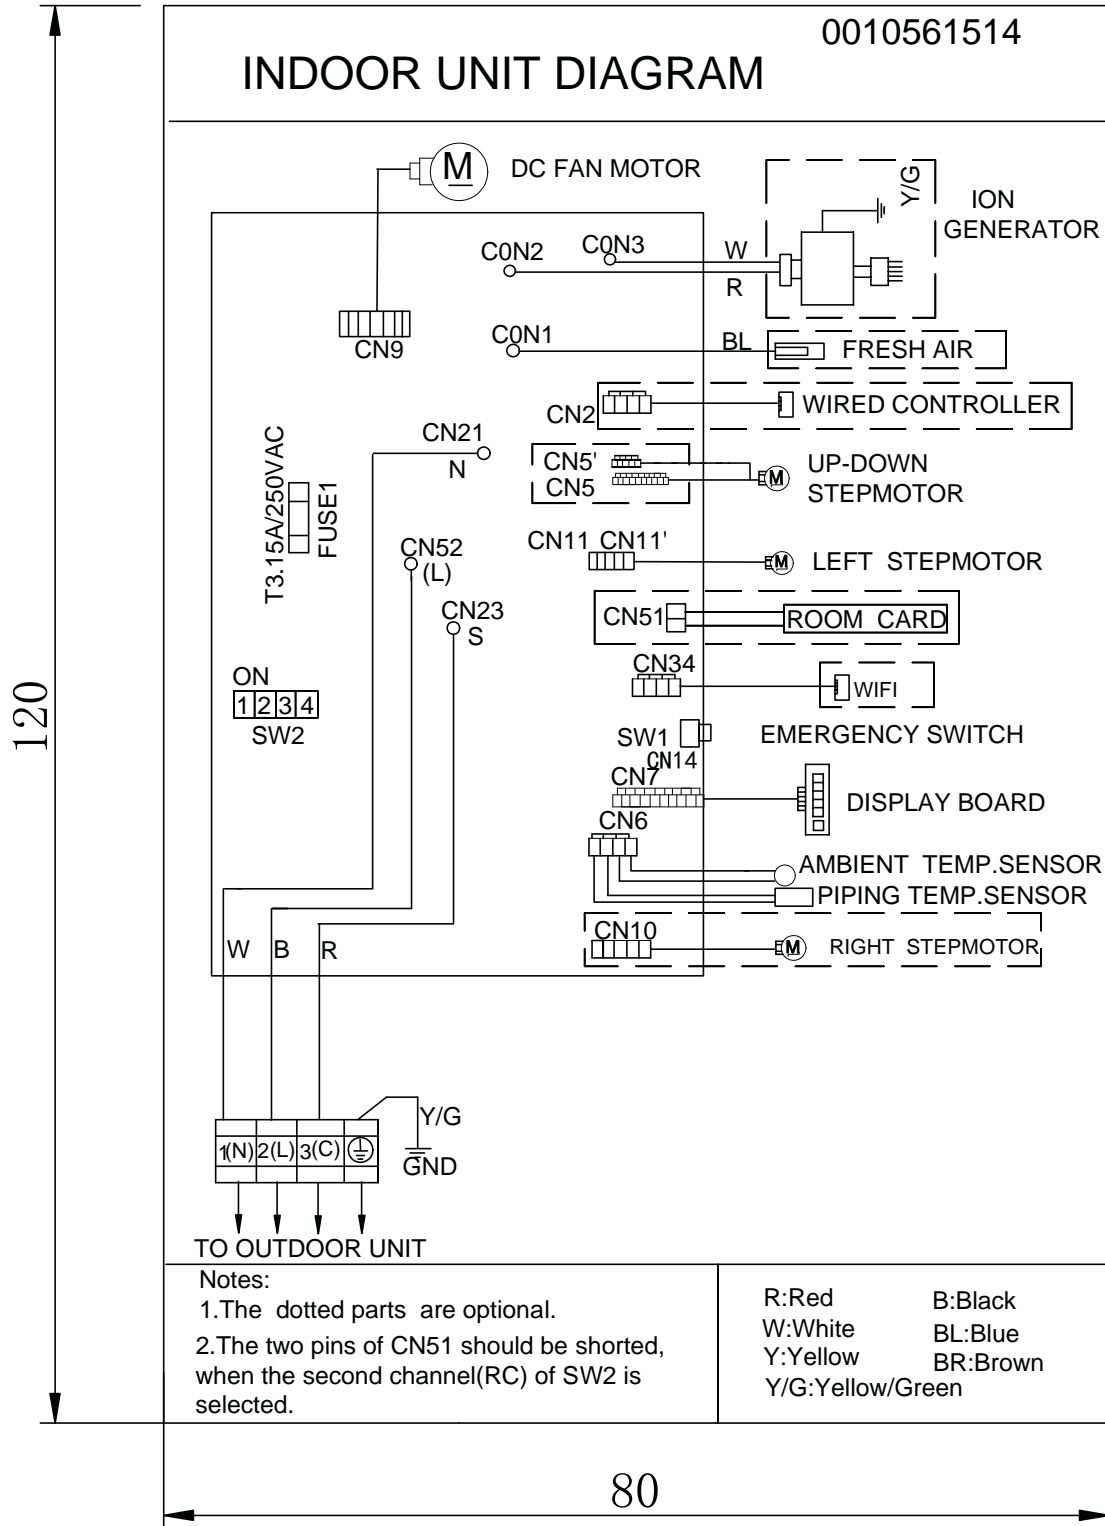 0010561514
INDOOR UNIT DIAGRAM
M
DC FAN MOTOR
Y/G
ION
GENERATOR
C0N2
C0N3
W
R
CN9
C0N1
BL
FRESH AIR
CN2
WIRED CONTROLLER
CN21
N
CN5'
CN5
M
UP-DOWN
STEPMOTOR
T3.15A/250VAC
FUSE1
CN52
(L)
CN11 CN11'
M
LEFT STEPMOTOR
CN23
S
CN51
ROOM CARD
CN34
WIFI
ON
1 2 3 4
SW2
SW1
EMERGENCY SWITCH
CN14
CN7
DISPLAY BOARD
CN6
AMBIENT TEMP.SENSOR
PIPING TEMP.SENSOR
CN10
M
RIGHT STEPMOTOR
W B R
Y/G
1(N) 2(L) 3(C)
GND
TO OUTDOOR UNIT
Notes:
1.The dotted parts are optional.
2.The two pins of CN51 should be shorted,
when the second channel(RC) of SW2 is
selected.
R:Red B:Black
W:White BL:Blue
Y:Yellow BR:Brown
Y/G:Yellow/Green
120
80